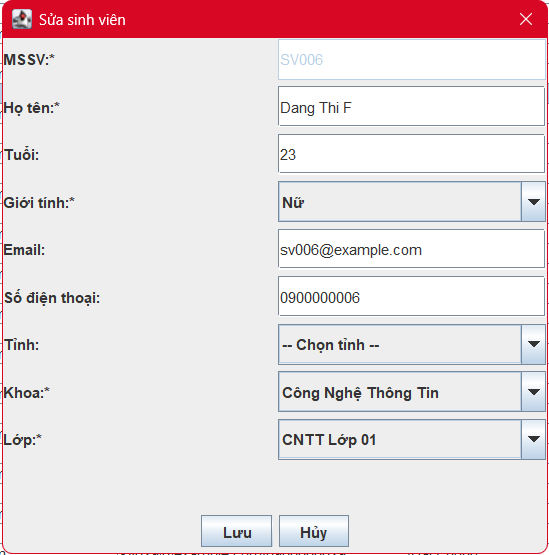 Sửa sinh viên
MSSV:* SV006
Họ tên:* Dang Thi F
Tuổi: 23
Giới tính:* Nữ
Email: sv006@example.com
Số điện thoại: 0900000006
Tỉnh: -- Chọn tỉnh --
Khoa:* Công Nghệ Thông Tin
Lớp:* CNTT Lớp 01
Lưu Hủy